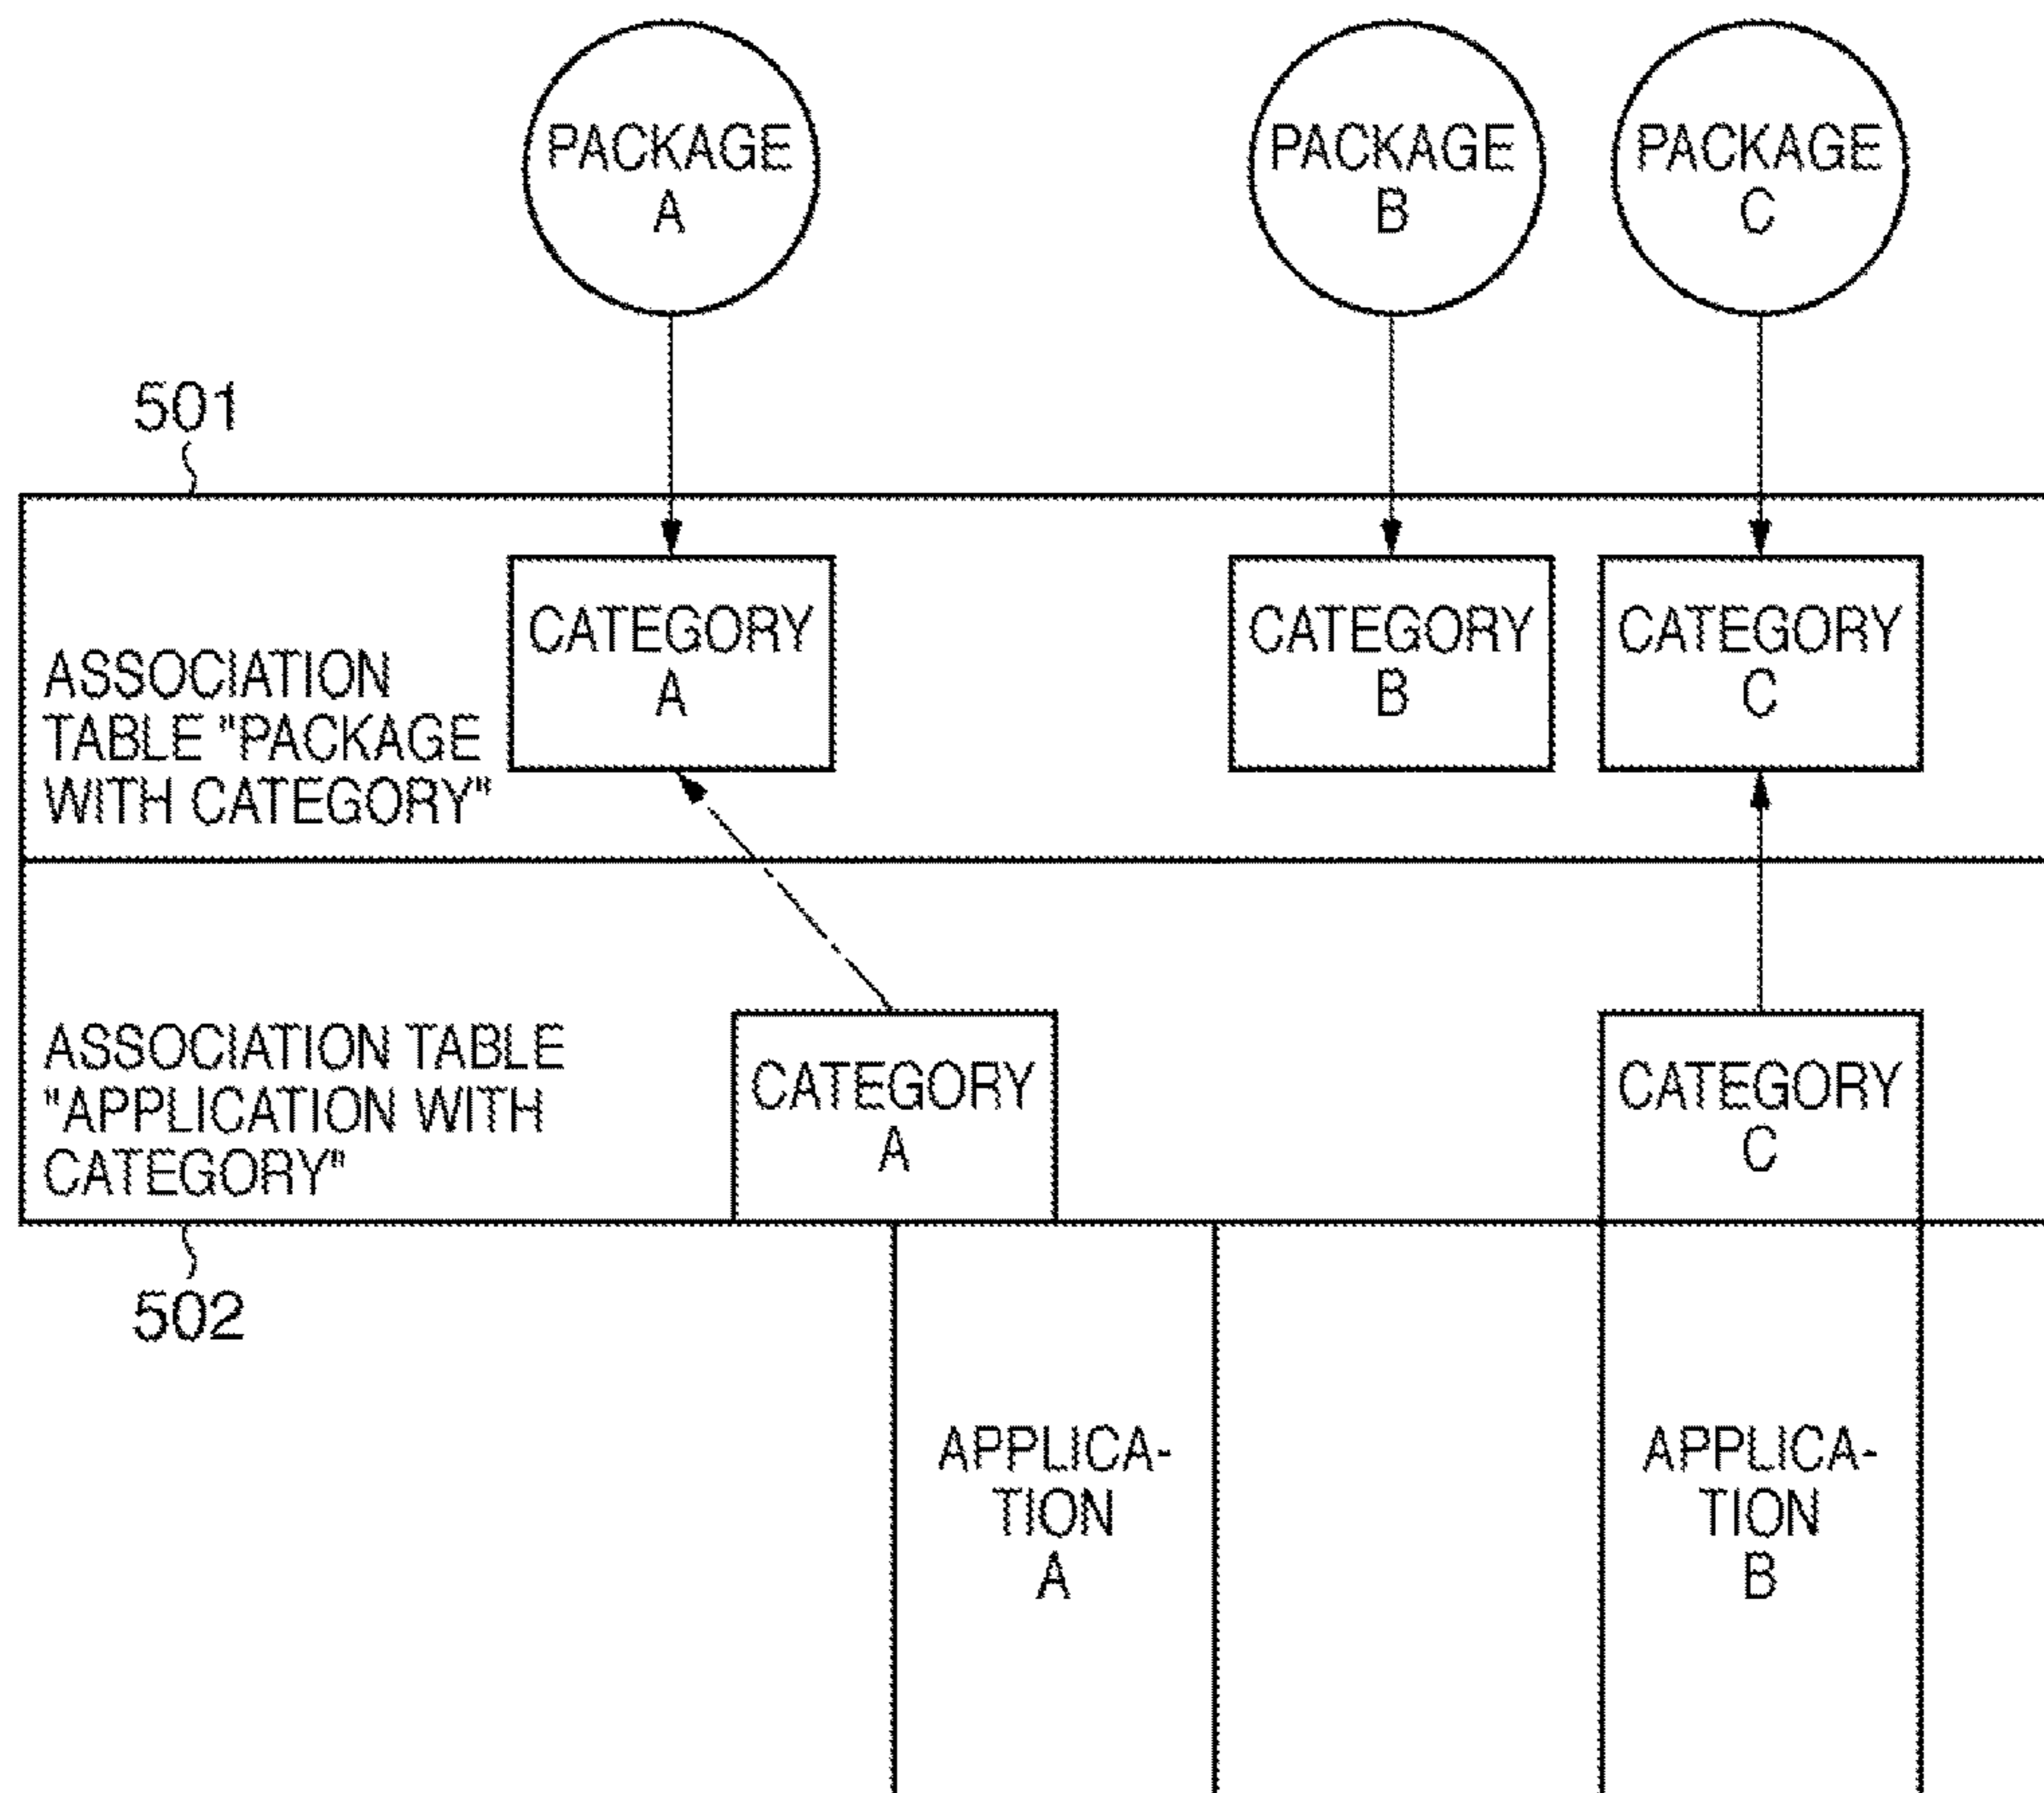 PACKAGE
A
PACKAGE
B
PACKAGE
C
501
CATEGORY
A
CATEGORY
B
CATEGORY
C
ASSOCIATION
TABLE "PACKAGE
WITH CATEGORY"
ASSOCIATION TABLE
"APPLICATION WITH
CATEGORY"
CATEGORY
A
CATEGORY
C
502
APPLICA-
TION
A
APPLICA-
TION
B